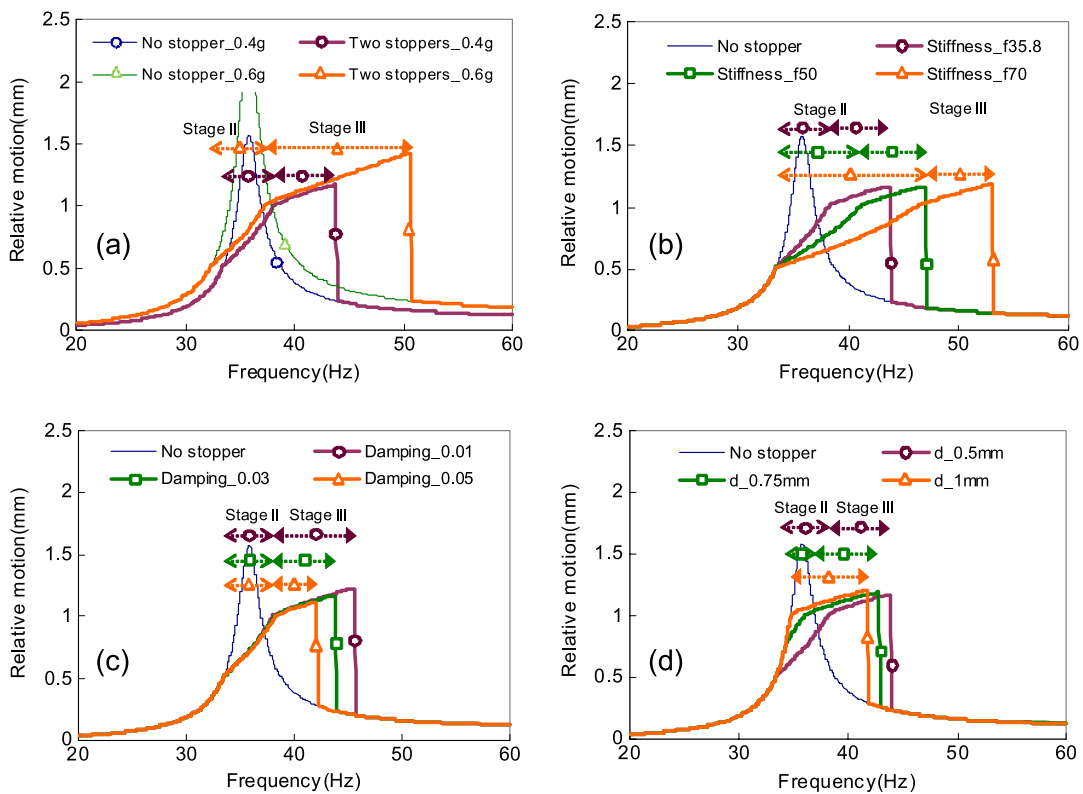 No stopper_0.4g
Two stoppers_0.4g
No stopper_0.6g
Two stoppers_0.6g
Stage II
Stage III
(a)
Relative motion(mm)
2.5
2
1.5
1
0.5
0
20
30
40
50
60
Frequency(Hz)
No stopper
Stiffness_f35.8
Stiffness_f50
Stiffness_f70
Stage II
Stage III
(b)
Relative motion(mm)
2.5
2
1.5
1
0.5
0
20
30
40
50
60
Frequency(Hz)
No stopper
Damping_0.01
Damping_0.03
Damping_0.05
Stage II
Stage III
(c)
Relative motion(mm)
2.5
2
1.5
1
0.5
0
20
30
40
50
60
Frequency(Hz)
No stopper
d_0.5mm
d_0.75mm
d_1mm
Stage II
Stage III
(d)
Relative motion(mm)
2.5
2
1.5
1
0.5
0
20
30
40
50
60
Frequency(Hz)